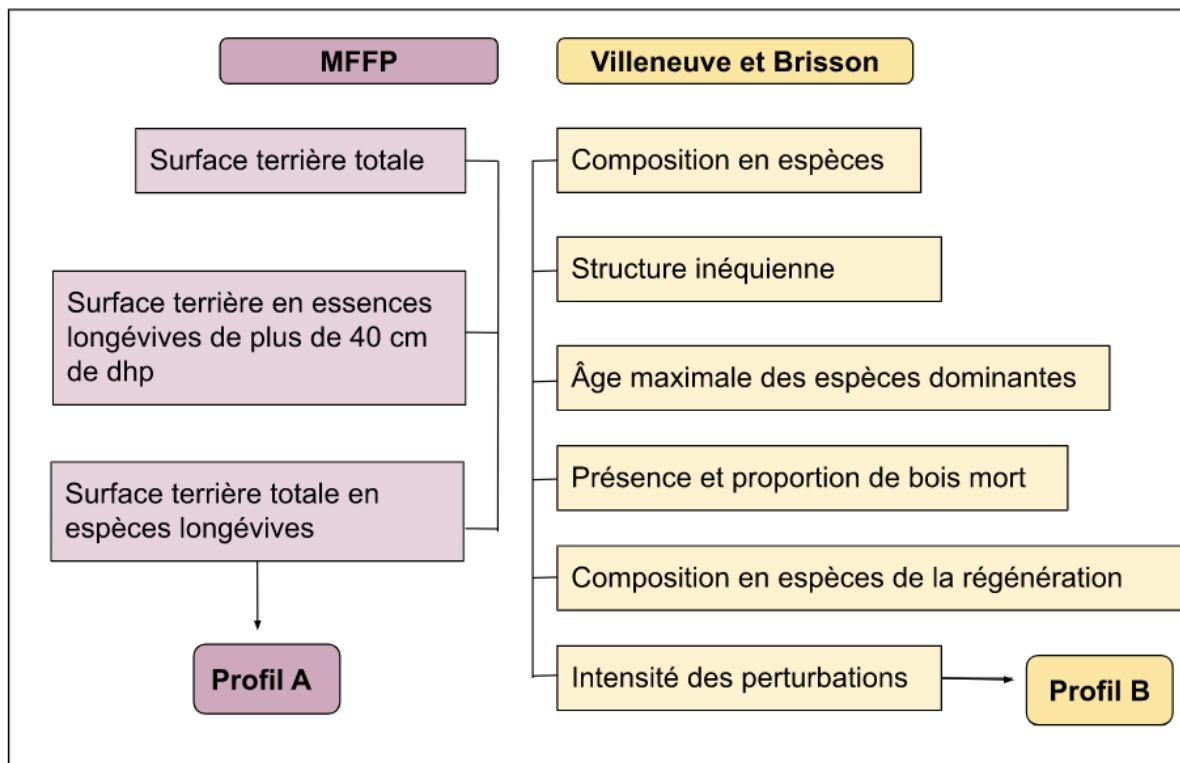 MFFP
Surface terrière totale
Surface terrière en essences
longévives de plus de 40 cm
de dhp
Surface terrière totale en
espèces longévives
Profil A
Villeneuve et Brisson
Composition en espèces
Structure inéquienne
Âge maximale des espèces dominantes
Présence et proportion de bois mort
Composition en espèces de la régénération
Intensité des perturbations
Profil B